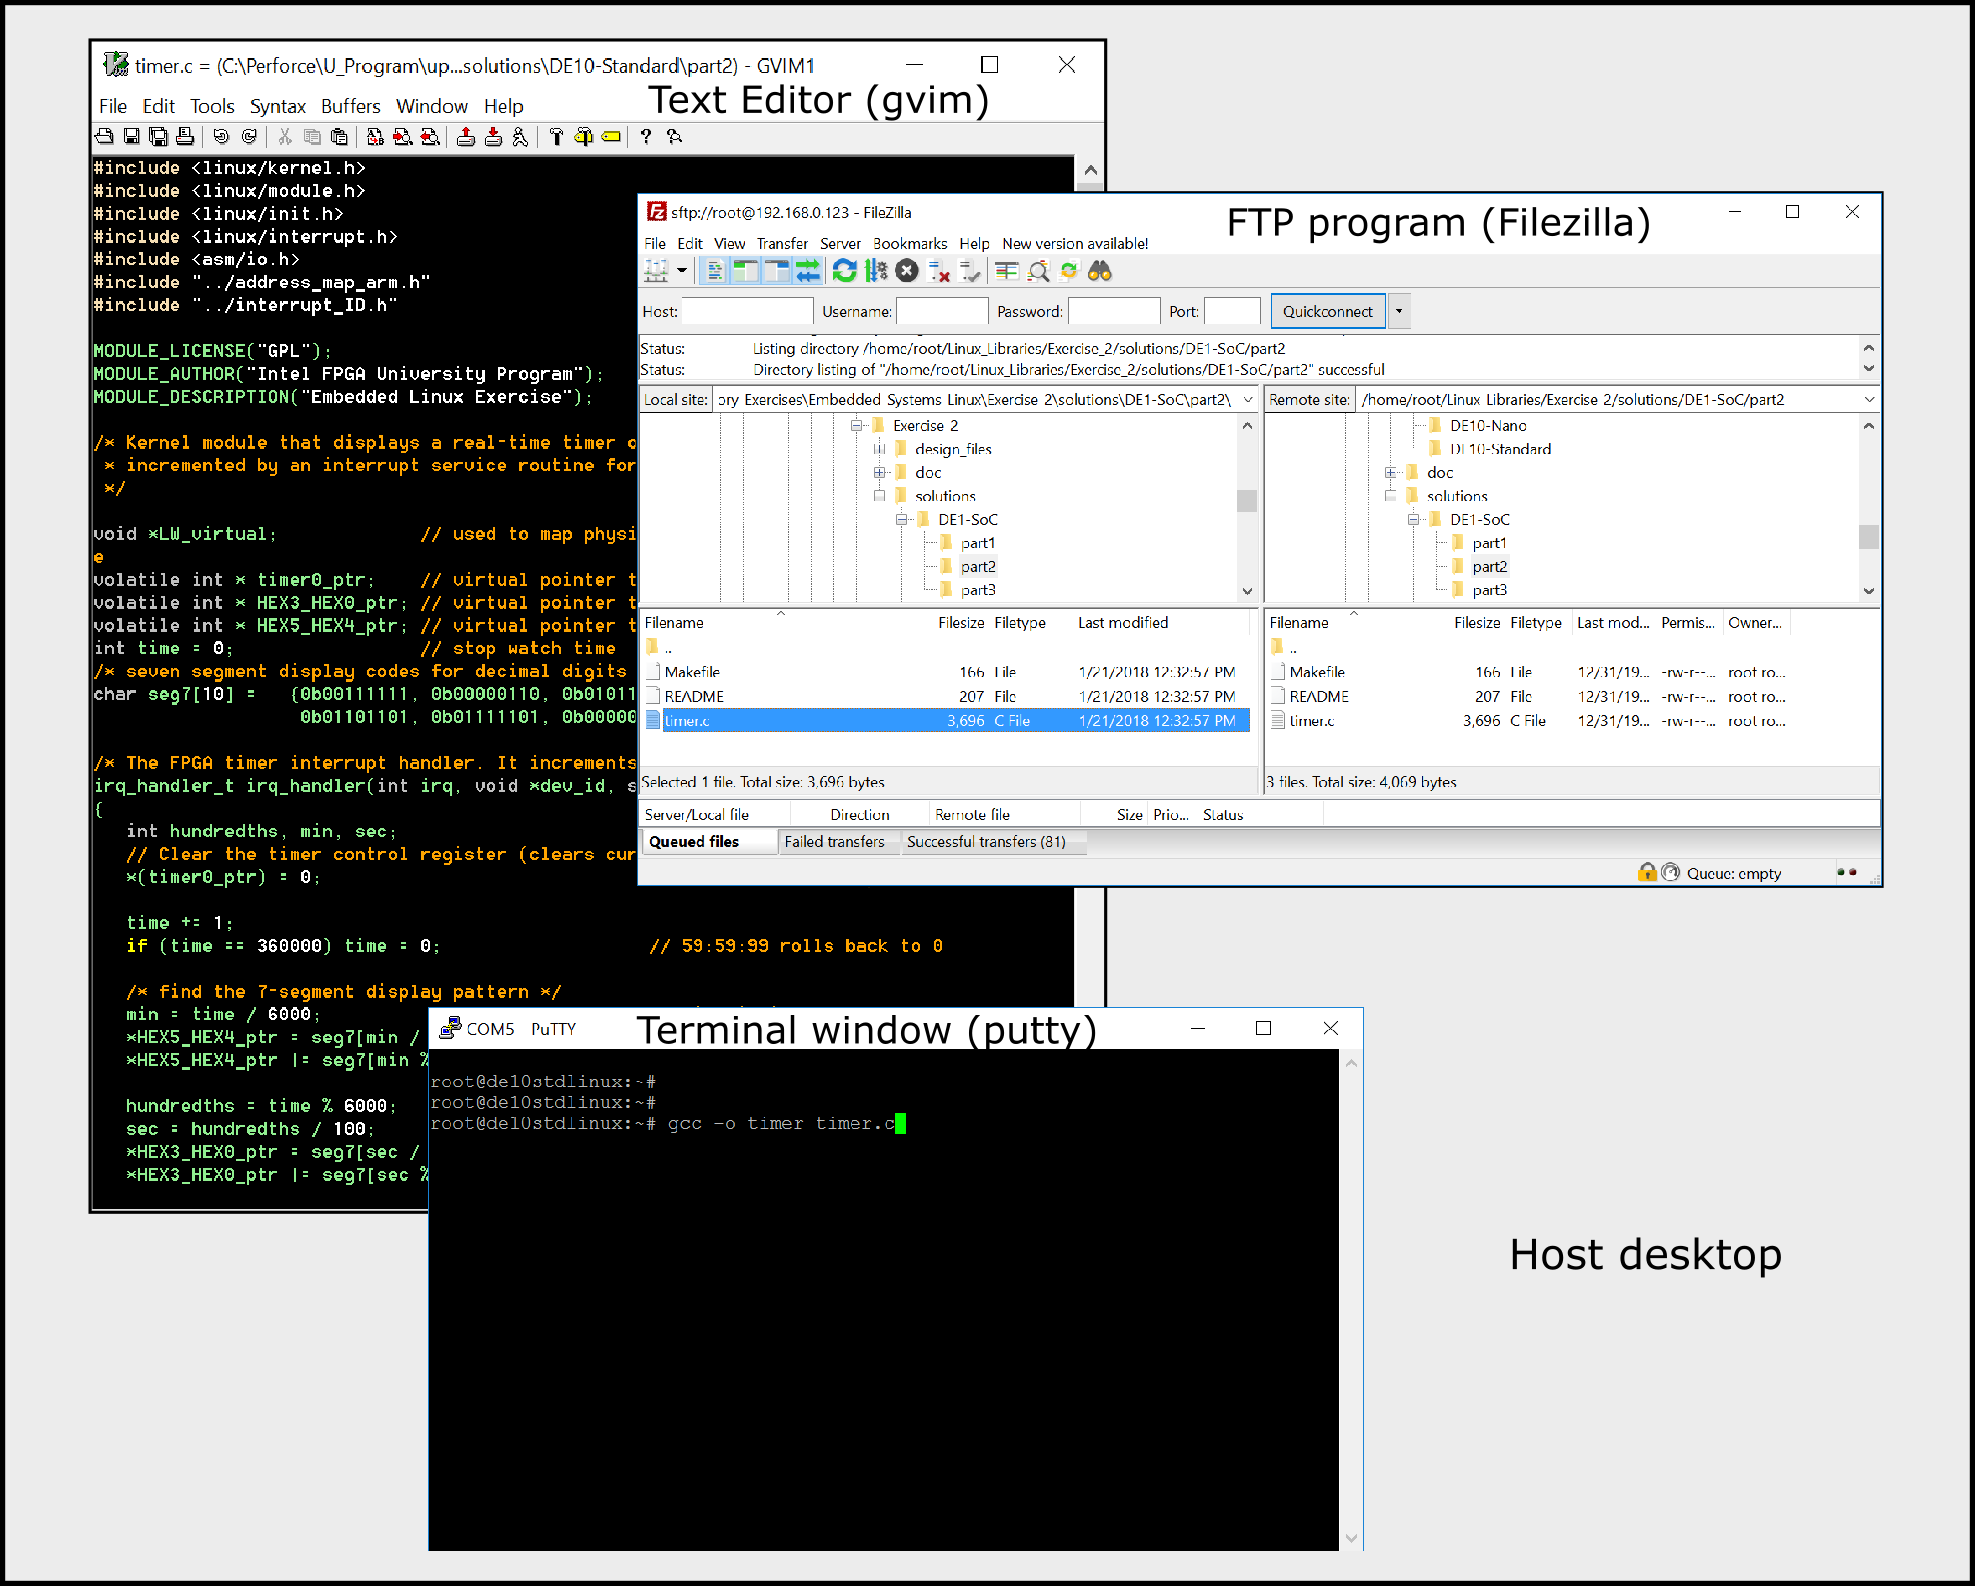 timer.c = (C:\Perforce\U_Program\up...solutions\DE10-Standard\part2) - GVIM1
File Edit Tools Syntax Buffers Window Help
Text Editor (gvim)
#include <linux/kernel.h>
#include <linux/module.h>
#include <linux/init.h>
#include <linux/interrupt.h>
#include <asm/io.h>
#include "../address_map_arm.h"
#include "../interrupt_ID.h"
MODULE_LICENSE("GPL");
MODULE_AUTHOR("Intel FPGA University Program");
MODULE_DESCRIPTION("Embedded Linux Exercise");
/* Kernel module that displays a real-time timer o
* incremented by an interrupt service routine for
*/
void *LW_virtual; // used to map physi
e
volatile int * timer0_ptr; // virtual pointer t
volatile int * HEX3_HEX0_ptr; // virtual pointer t
volatile int * HEX5_HEX4_ptr; // virtual pointer t
int time = 0; // stop watch time
/* seven segment display codes for decimal digits
char seg7[10] = {0b00111111, 0b00000110, 0b01011
0b01101101, 0b01111101, 0b00000
/* The FPGA timer interrupt handler. It increments
irq_handler_t irq_handler(int irq, void *dev_id, s
{
int hundredths, min, sec;
// Clear the timer control register (clears cur
*(timer0_ptr) = 0;
time += 1;
if (time == 360000) time = 0; // 59:59:99 rolls back to 0
/* find the 7-segment display pattern */
min = time / 6000;
*HEX5_HEX4_ptr = seg7[min /
*HEX5_HEX4_ptr |= seg7[min %
hundredths = time % 6000;
sec = hundredths / 100;
*HEX3_HEX0_ptr = seg7[sec /
*HEX3_HEX0_ptr |= seg7[sec %
sftp://root@192.168.0.123 - FileZilla
FTP program (Filezilla)
File Edit View Transfer Server Bookmarks Help New version available!
Host: Username: Password: Port: Quickconnect
Status: Listing directory /home/root/Linux_Libraries/Exercise_2/solutions/DE1-SoC/part2
Status: Directory listing of "/home/root/Linux_Libraries/Exercise_2/solutions/DE1-SoC/part2" successful
Local site: ory Exercises\Embedded Systems Linux\Exercise 2\solutions\DE1-SoC\part2\
Exercise 2
design_files
doc
solutions
DE1-SoC
part1
part2
part3
Remote site: /home/root/Linux Libraries/Exercise 2/solutions/DE1-SoC/part2
DE10-Nano
DE10-Standard
doc
solutions
DE1-SoC
part1
part2
part3
Filename Filesize Filetype Last modified
..
Makefile 166 File 1/21/2018 12:32:57 PM
README 207 File 1/21/2018 12:32:57 PM
timer.c 3,696 C File 1/21/2018 12:32:57 PM
Selected 1 file. Total size: 3,696 bytes
Filename Filesize Filetype Last mod... Permis... Owner...
..
Makefile 166 File 12/31/19... -rw-r--... root ro...
README 207 File 12/31/19... -rw-r--... root ro...
timer.c 3,696 C File 12/31/19... -rw-r--... root ro...
3 files. Total size: 4,069 bytes
Server/Local file Direction Remote file Size Prio... Status
Queued files Failed transfers Successful transfers (81)
Queue: empty
COM5 PuTTY
Terminal window (putty)
root@de10stdlinux:~#
root@de10stdlinux:~#
root@de10stdlinux:~# gcc -o timer timer.c
Host desktop